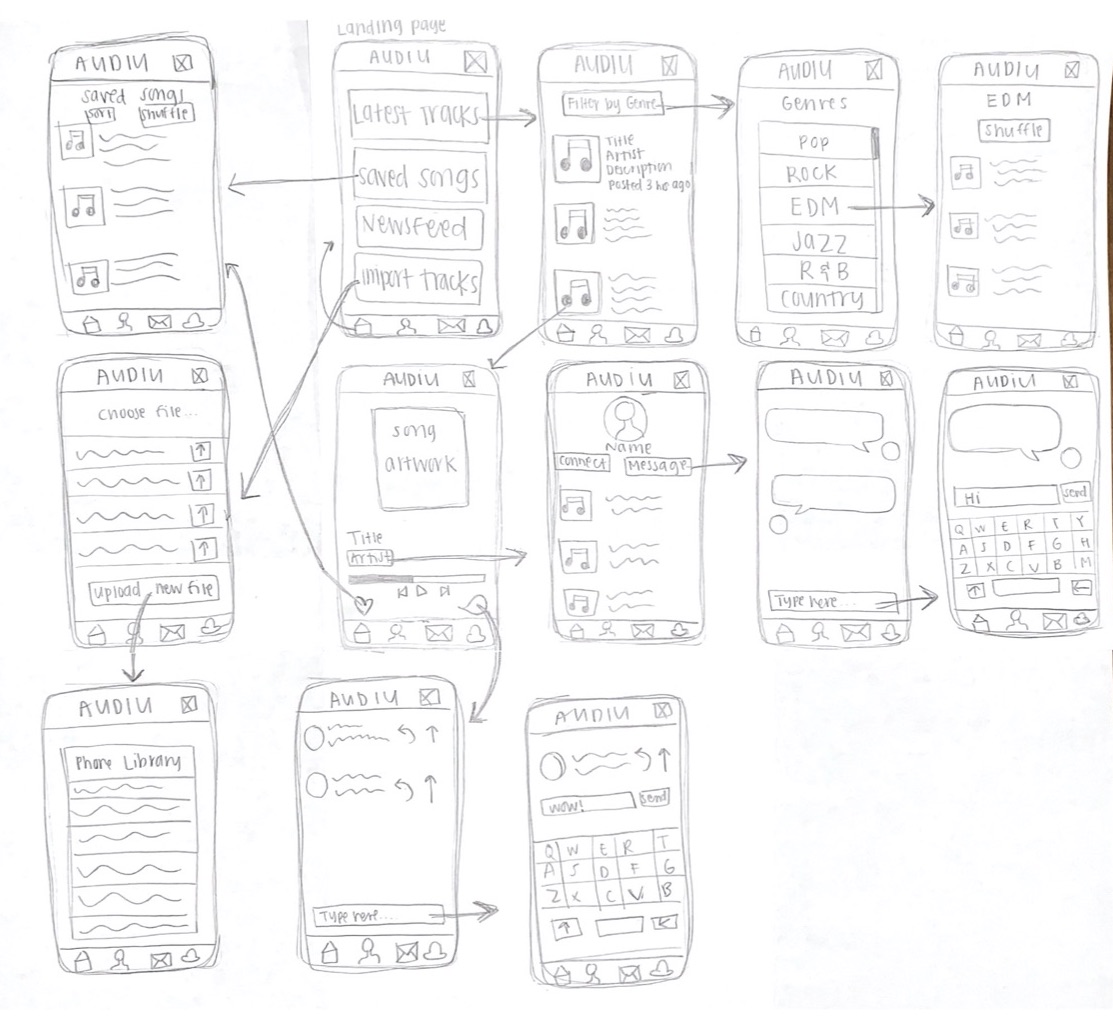 Landing page
AUDIU
saved songs
sort shuffle
AUDIU
Latest Tracks
saved songs
Newsfeed
import tracks
AUDIU
Filter by Genre
Title
Artist
Description
Posted 3 hr ago
AUDIU
Genres
POP
ROCK
EDM
Jazz
R&B
country
AUDIU
EDM
shuffle
AUDIU
choose file...
upload new file
AUDIU
song
artwork
Title
Artist
AUDIU
Name
connect Message
AUDIU
Type here...
AUDIU
Hi send
Q W E R T Y
A S D F G H
Z X C V B M
AUDIU
Phone Library
AUDIU
Type here...
AUDIU
wow! send
Q W E R T
A S D F G
Z X C V B